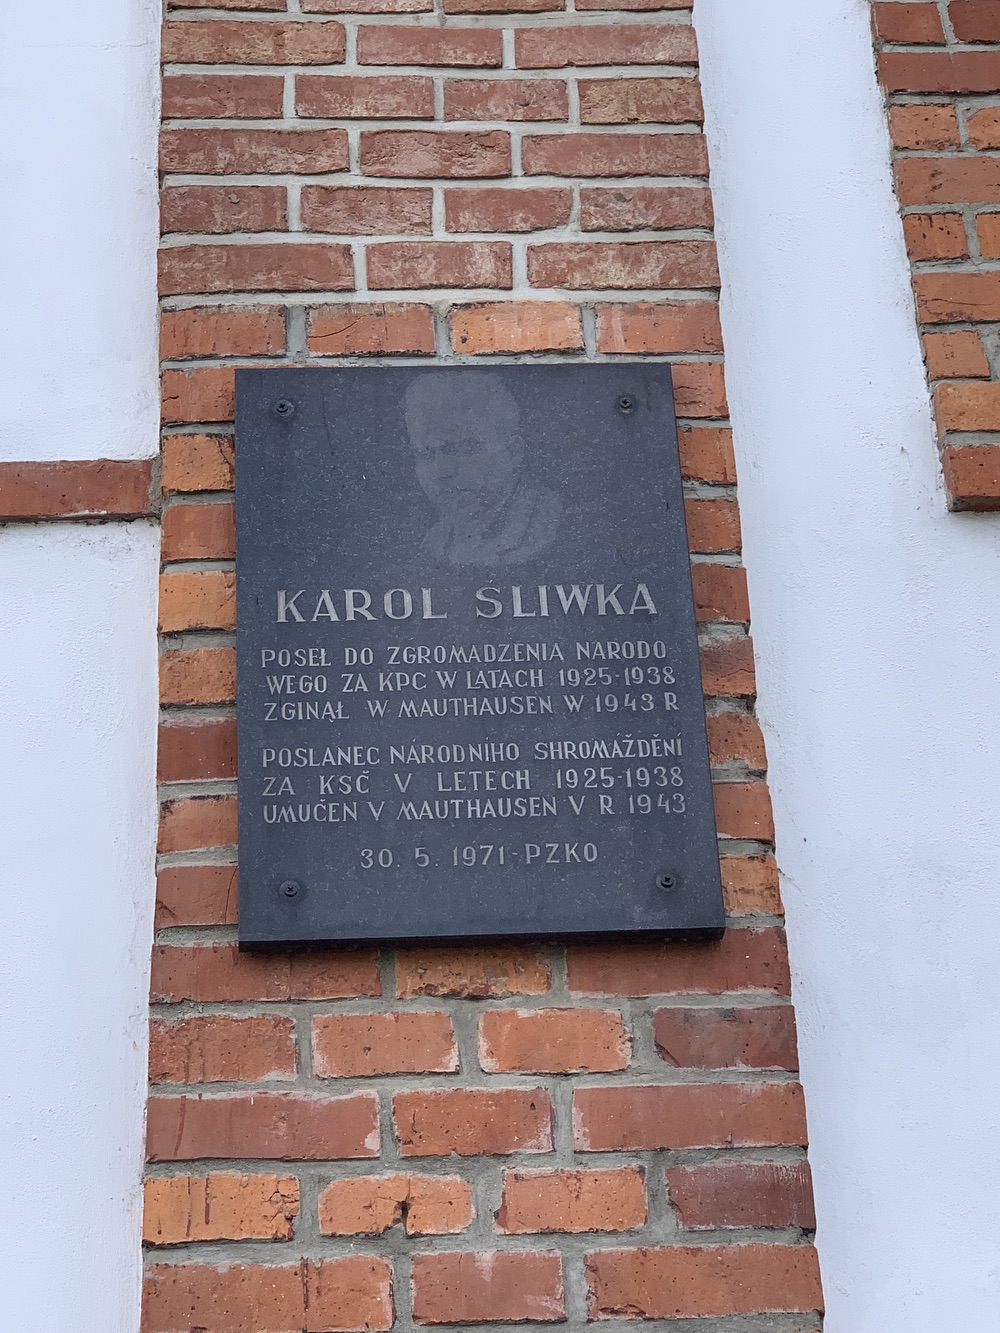 KAROL ŚLIWKA
POSEŁ DO ZGROMADZENIA NARODO-
WEGO ZA KPC W LATACH 1925-1938
ZGINĄŁ W MAUTHAUSEN W 1943 R
POSLANEC NÁRODNÍHO SHROMAŽDĚNÍ
ZA KSČ V LETECH 1925-1938
UMUČEN V MAUTHAUSEN V R. 1943
30. 5. 1971-PZKO